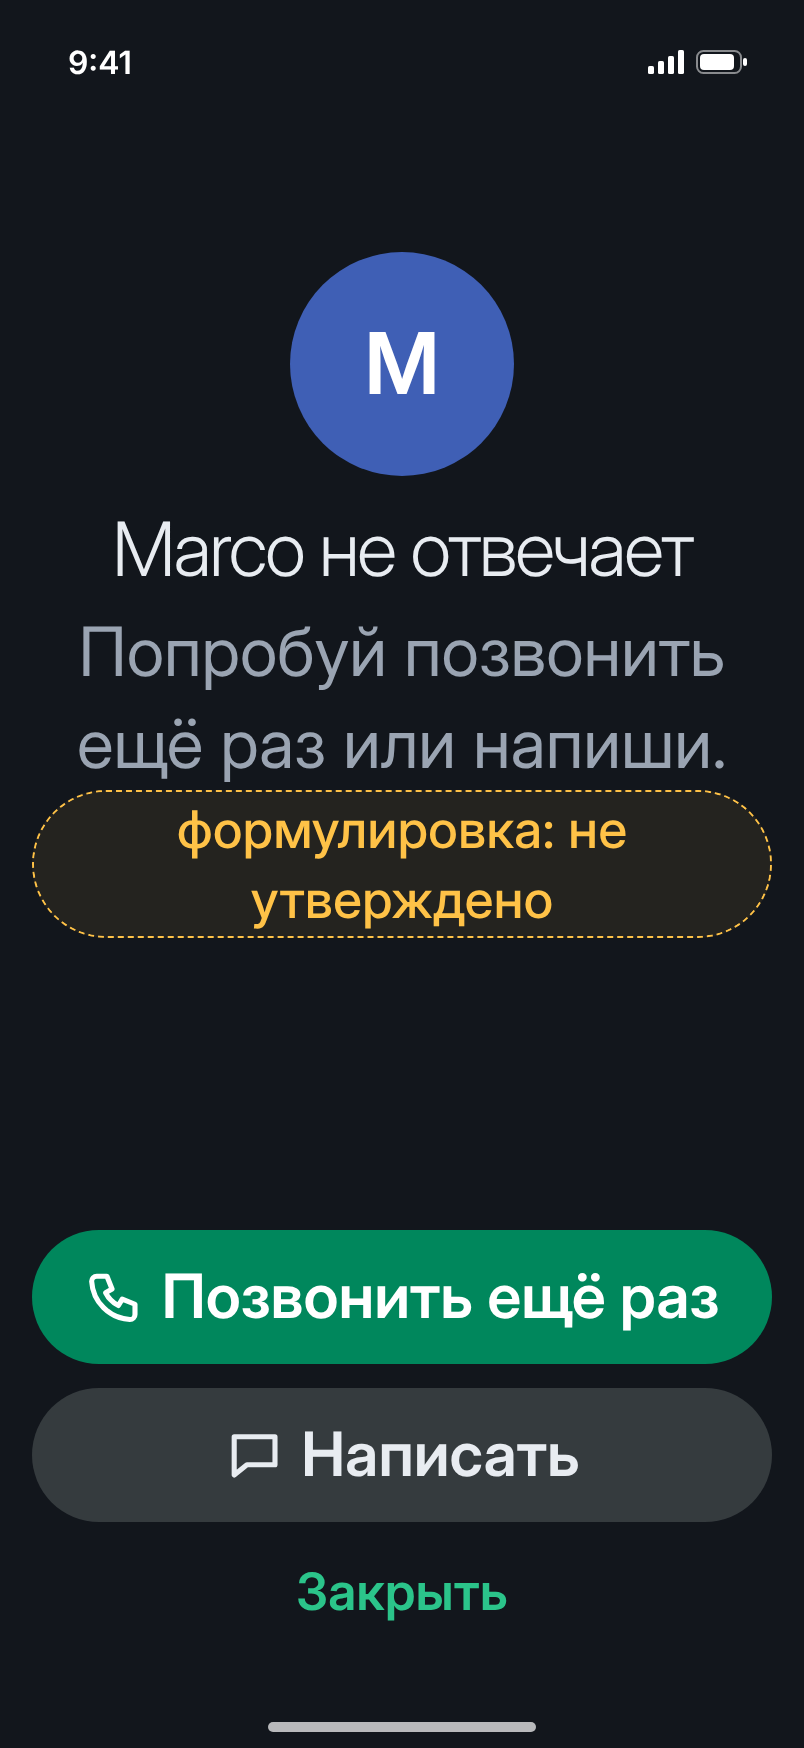 9:41
M
Marco не отвечает
Попробуй позвонить
ещё раз или напиши.
формулировка: не
утверждено
Позвонить ещё раз
Написать
Закрыть